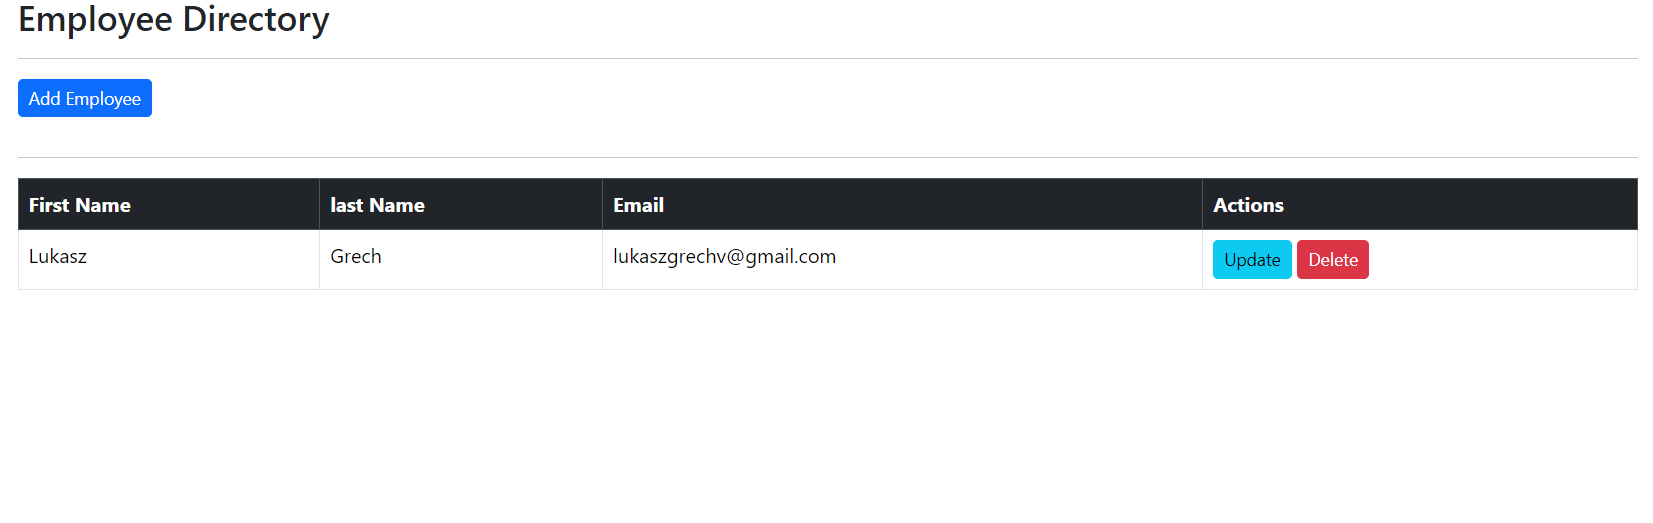 Employee Directory
Add Employee
First Name last Name Email Actions
Lukasz Grech lukaszgrechv@gmail.com Update Delete